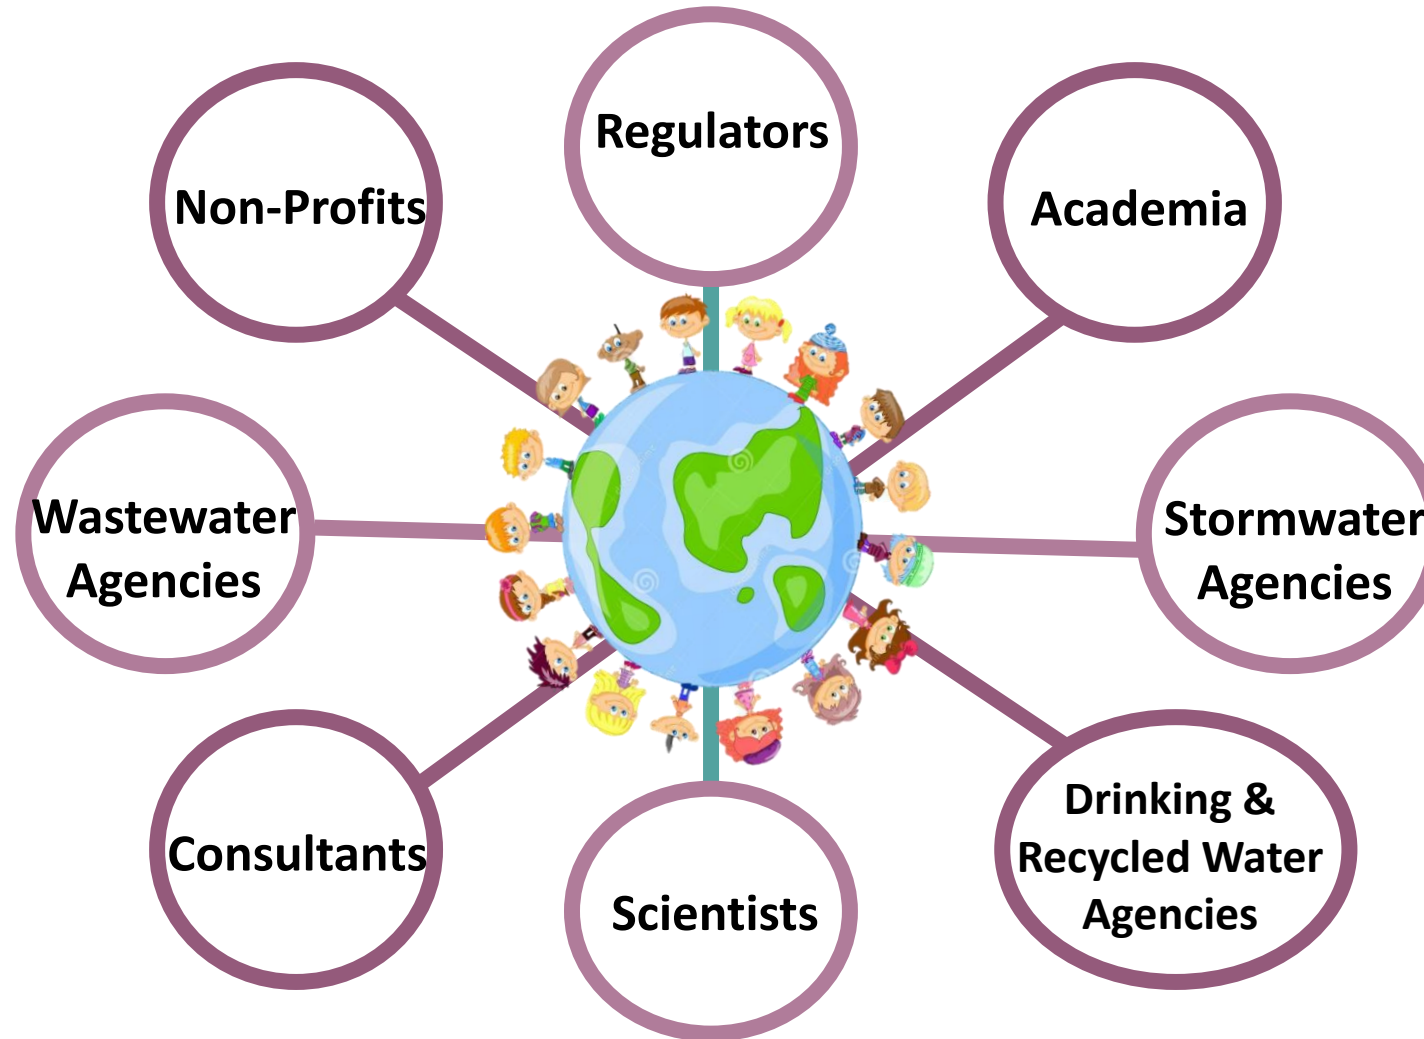 Regulators
Non-Profits
Academia
Wastewater
Agencies
Stormwater
Agencies
Consultants
Scientists
Drinking &
Recycled Water
Agencies